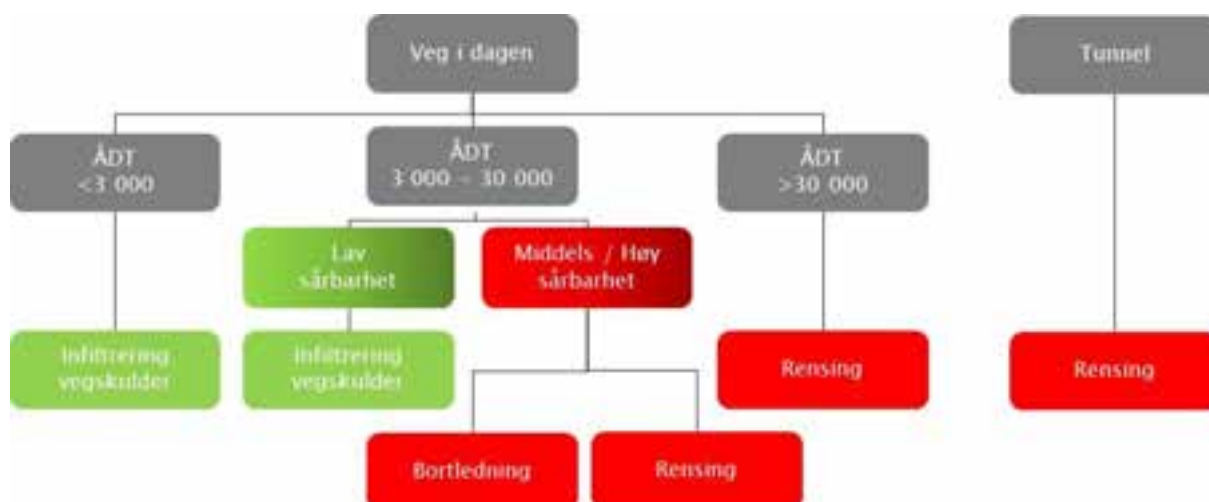 Veg i dagen
Tunnel
ÅDT
<3 000
ÅDT
3 000 – 30 000
ÅDT
>30 000
Lav
sårbarhet
Middels / Høy
sårbarhet
Infiltrering
vegskulder
Infiltrering
vegskulder
Rensing
Rensing
Bortledning
Rensing